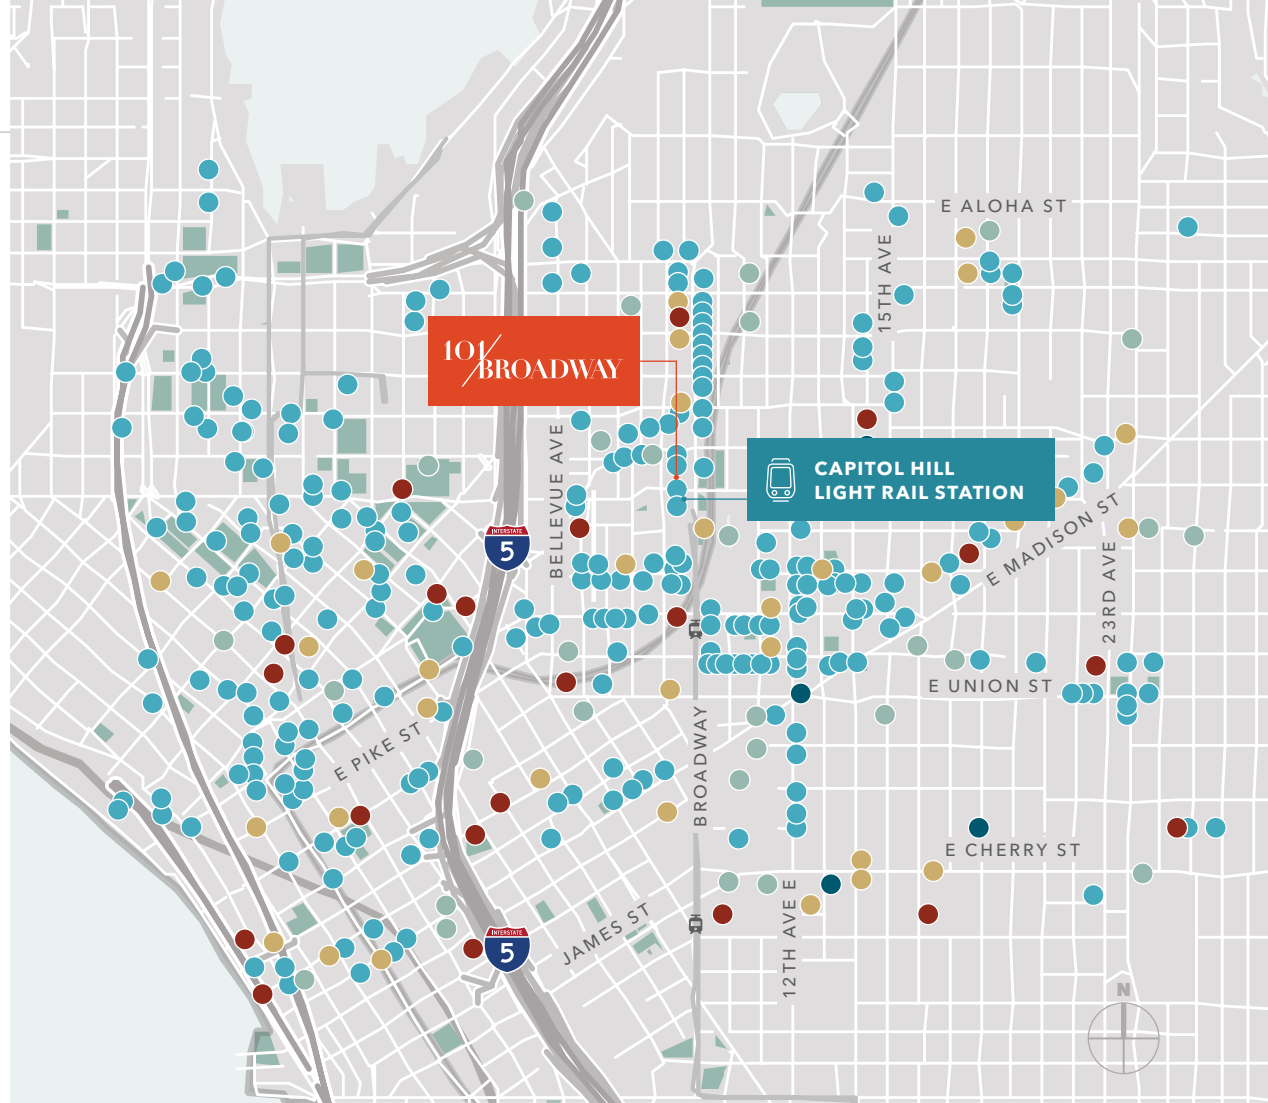 E ALOHA ST
15TH AVE
101/
BROADWAY
BELLEVUE AVE
CAPITOL HILL
LIGHT RAIL STATION
INTERSTATE
5
E MADISON ST
23RD AVE
E UNION ST
E PIKE ST
BROADWAY
E CHERRY ST
12TH AVE E
JAMES ST
INTERSTATE
5
N